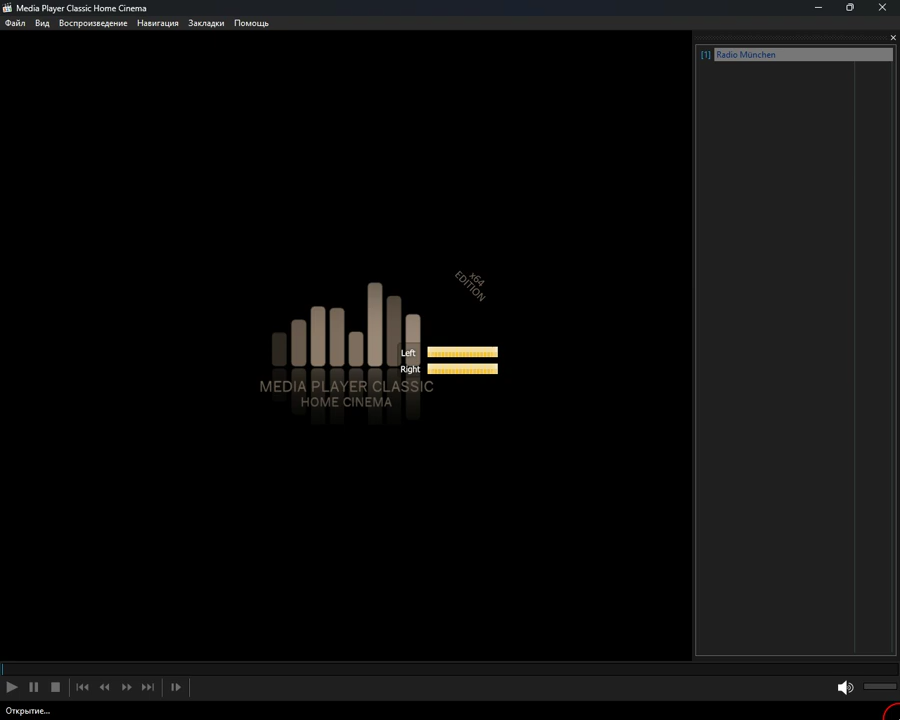 Media Player Classic Home Cinema
Файл Вид Воспроизведение Навигация Закладки Помощь
[1] Radio München
x64
EDITION
Left
Right
MEDIA PLAYER CLASSIC
HOME CINEMA
Открытие...